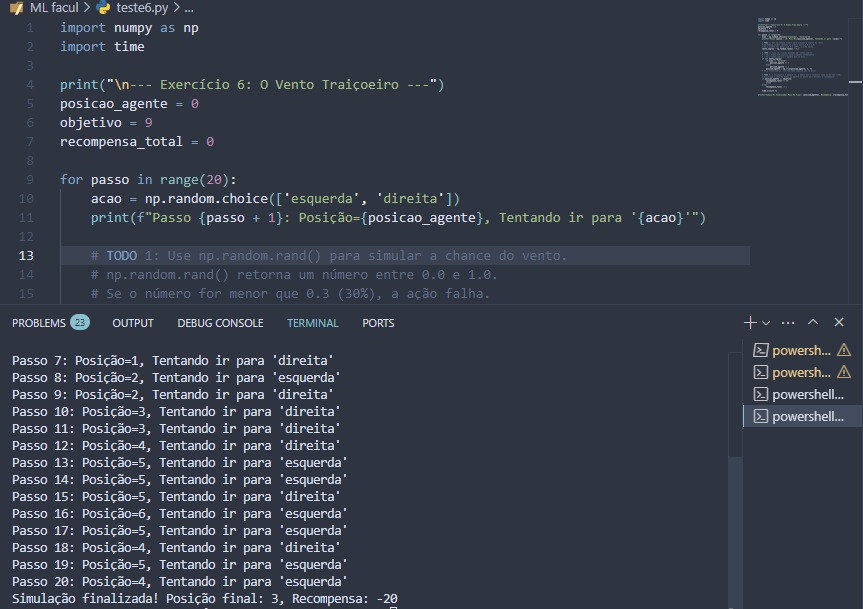 ML facul > teste6.py > ...
1 import numpy as np
2 import time
3
4 print("\n--- Exercício 6: O Vento Traiçoeiro ---")
5 posicao_agente = 0
6 objetivo = 9
7 recompensa_total = 0
8
9 for passo in range(20):
10 acao = np.random.choice(['esquerda', 'direita'])
11 print(f"Passo {passo + 1}: Posição={posicao_agente}, Tentando ir para '{acao}'")
12
13 # TODO 1: Use np.random.rand() para simular a chance do vento.
14 # np.random.rand() retorna um número entre 0.0 e 1.0.
15 # Se o número for menor que 0.3 (30%), a ação falha.
PROBLEMS 23 OUTPUT DEBUG CONSOLE TERMINAL PORTS
Passo 7: Posição=1, Tentando ir para 'direita'
Passo 8: Posição=2, Tentando ir para 'esquerda'
Passo 9: Posição=2, Tentando ir para 'direita'
Passo 10: Posição=3, Tentando ir para 'direita'
Passo 11: Posição=3, Tentando ir para 'direita'
Passo 12: Posição=4, Tentando ir para 'direita'
Passo 13: Posição=5, Tentando ir para 'esquerda'
Passo 14: Posição=5, Tentando ir para 'esquerda'
Passo 15: Posição=5, Tentando ir para 'direita'
Passo 16: Posição=6, Tentando ir para 'esquerda'
Passo 17: Posição=5, Tentando ir para 'esquerda'
Passo 18: Posição=4, Tentando ir para 'direita'
Passo 19: Posição=5, Tentando ir para 'esquerda'
Passo 20: Posição=4, Tentando ir para 'esquerda'
Simulação finalizada! Posição final: 3, Recompensa: -20
powersh...
powersh...
powershell...
powershell...